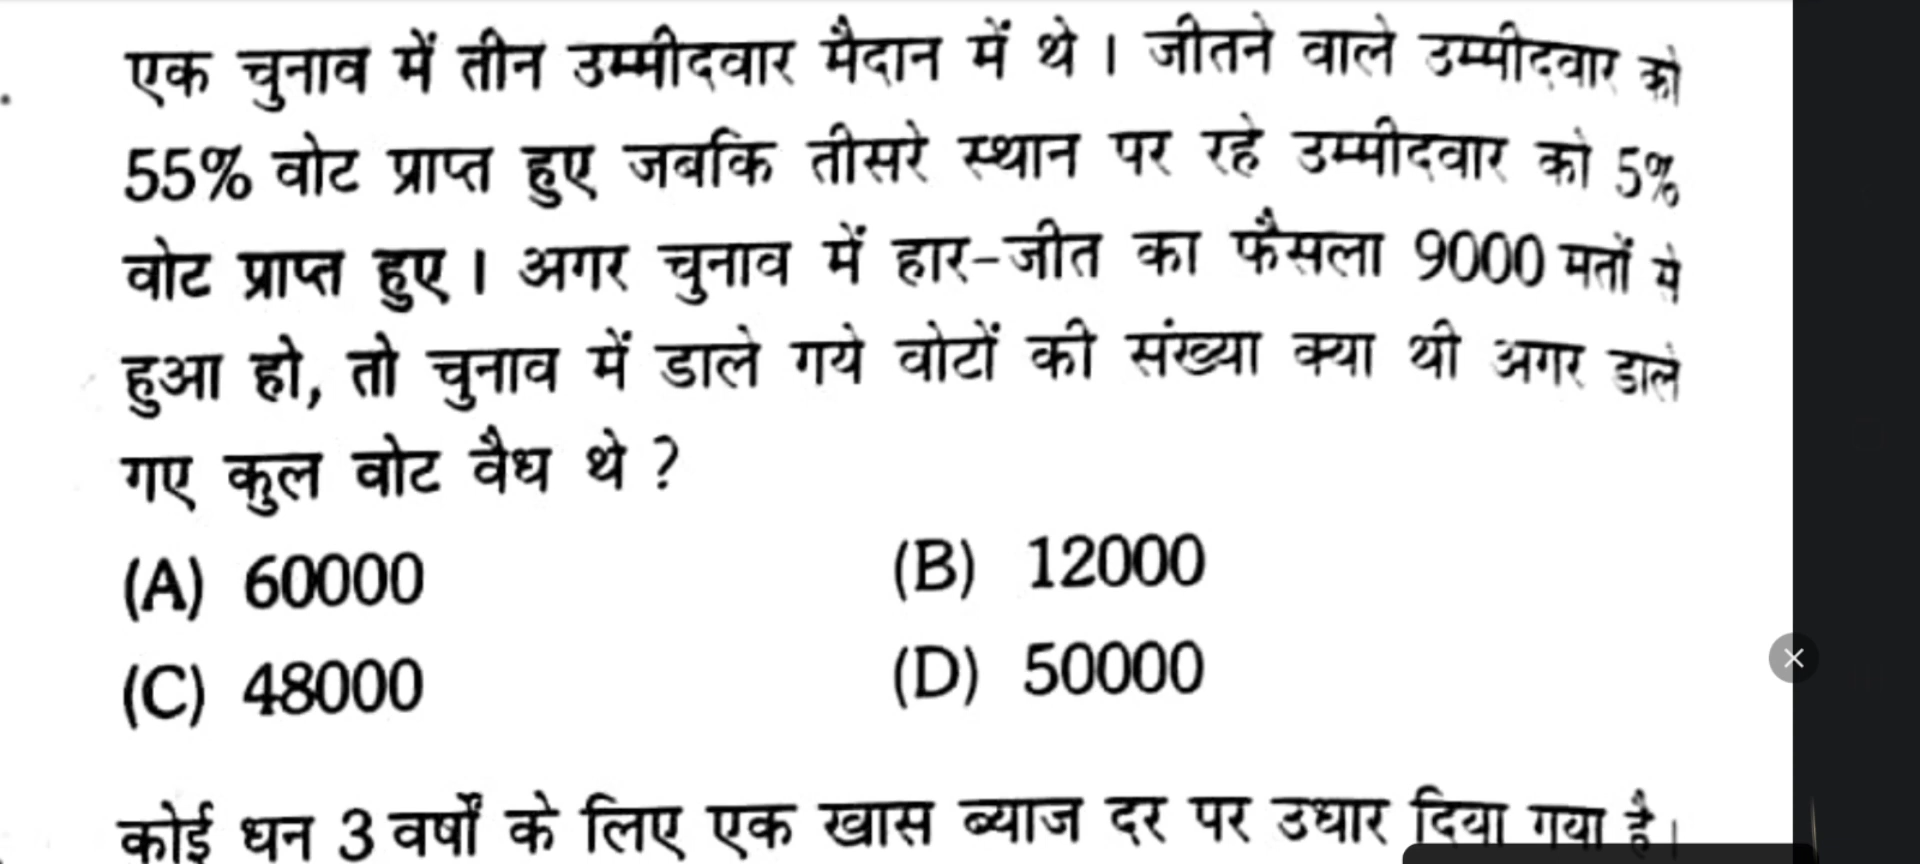 एक चुनाव में तीन उम्मीदवार मैदान में थे । जीतने वाले उम्मीदवार को
55% वोट प्राप्त हुए जबकि तीसरे स्थान पर रहे उम्मीदवार को 5%
वोट प्राप्त हुए । अगर चुनाव में हार-जीत का फैसला 9000 मतों से
हुआ हो, तो चुनाव में डाले गये वोटों की संख्या क्या थी अगर डाले
गए कुल वोट वैध थे ?
(A) 60000 (B) 12000
(C) 48000 (D) 50000
कोई धन 3 वर्षों के लिए एक खास ब्याज दर पर उधार दिया गया है ।